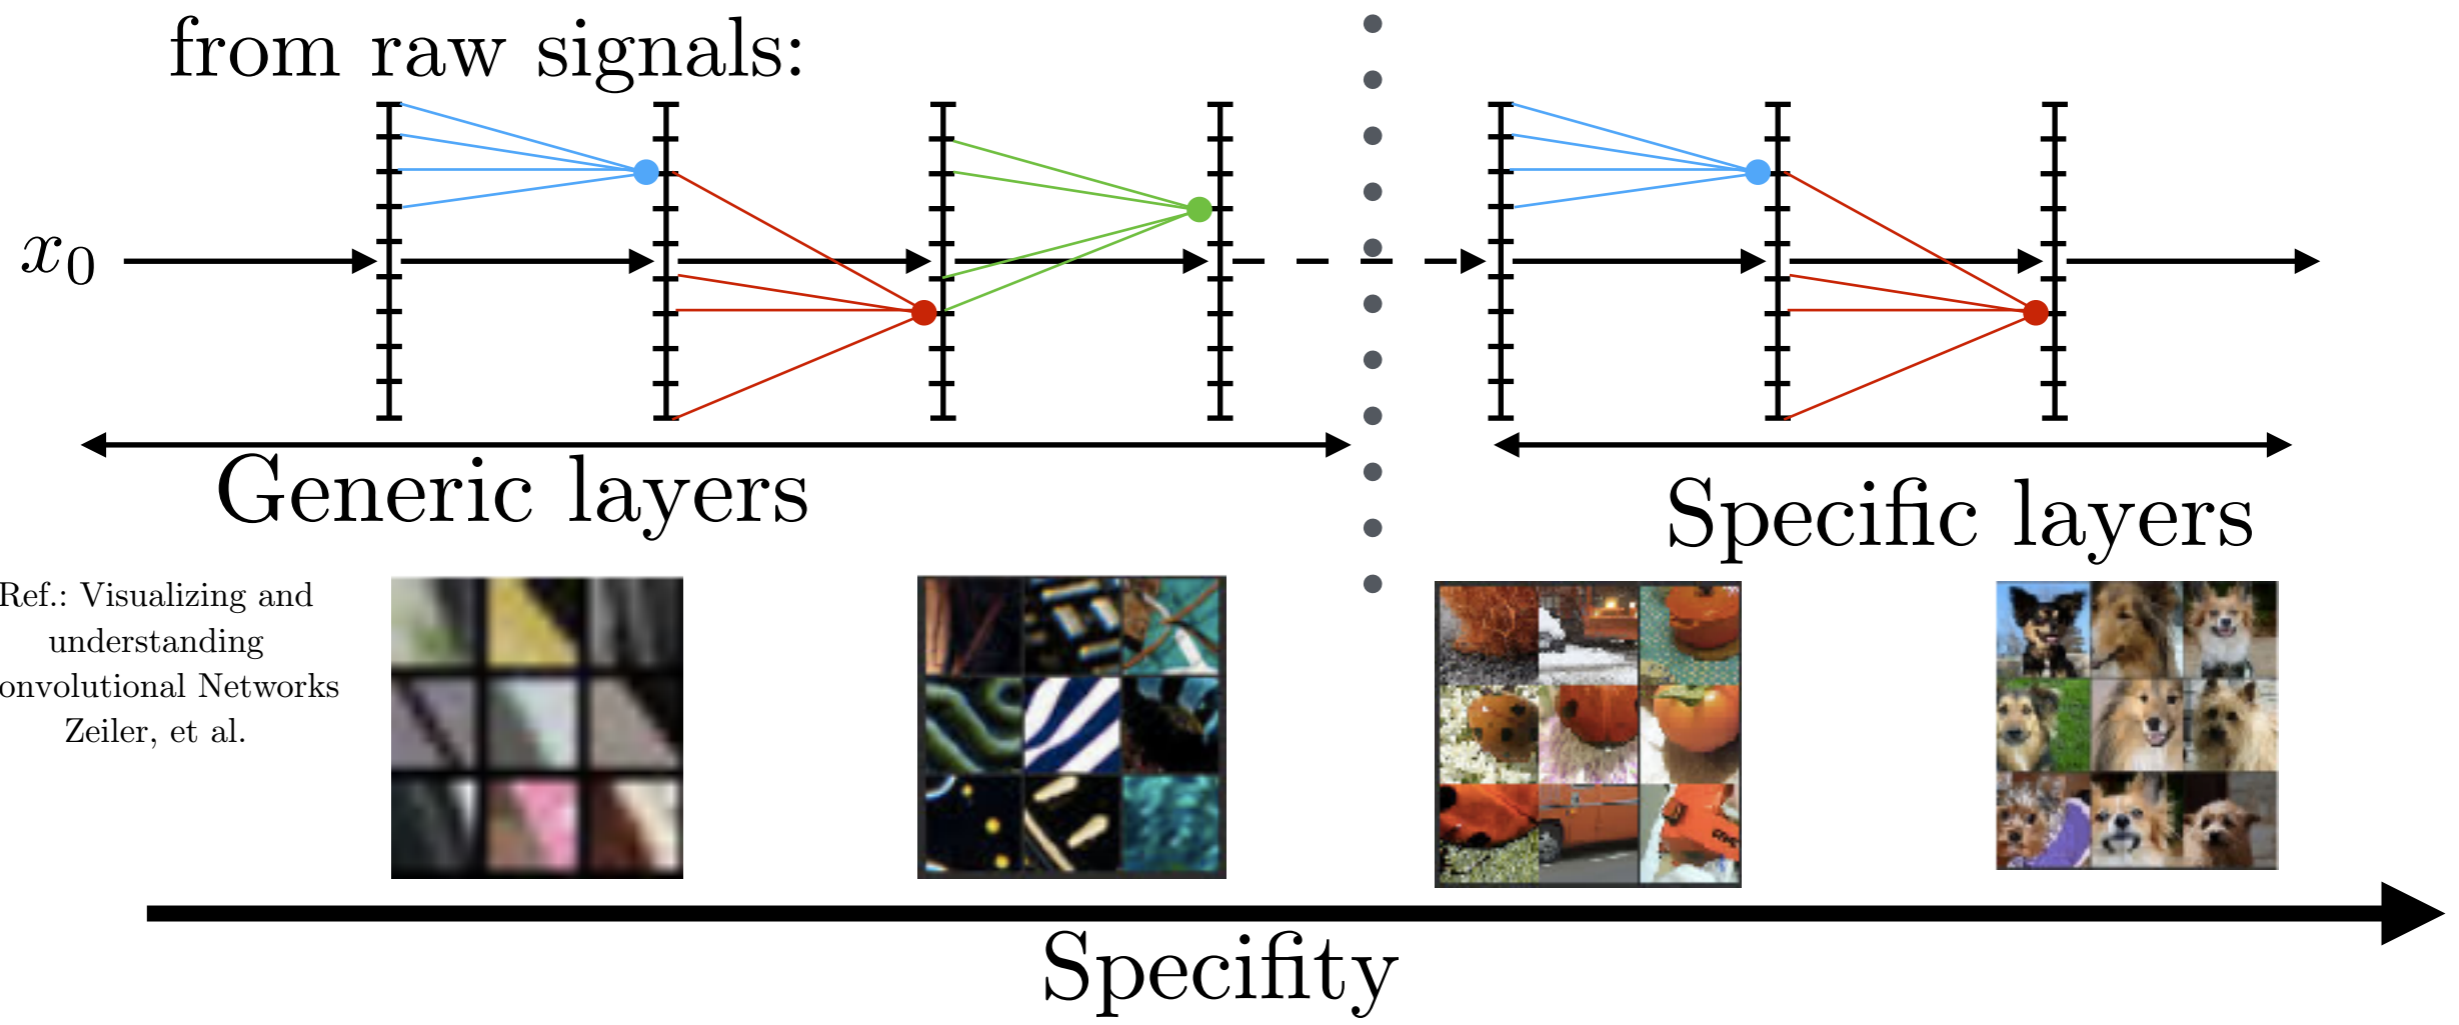 from raw signals:
x0
Generic layers
Specific layers
Ref.: Visualizing and
understanding
onvolutional Networks
Zeiler, et al.
Specifity